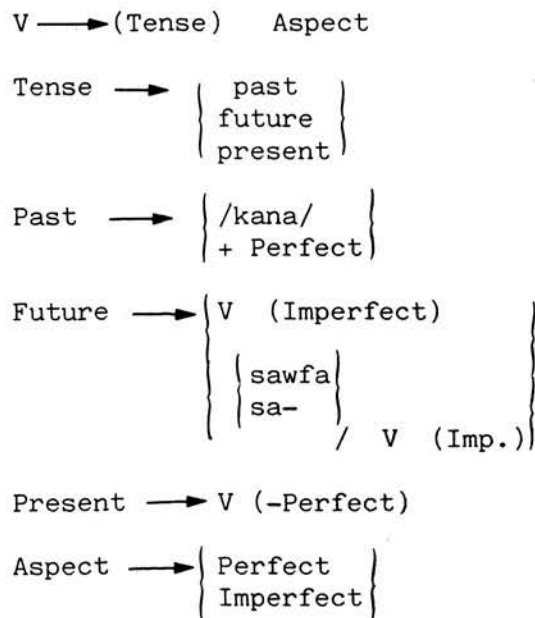 V ⟶ (Tense) Aspect
Tense ⟶ { past
future
present }
Past ⟶ { /kana/
+ Perfect }
Future ⟶ { V (Imperfect)
{ sawfa
sa- }
/ V (Imp.) }
Present ⟶ V (-Perfect)
Aspect ⟶ { Perfect
Imperfect }